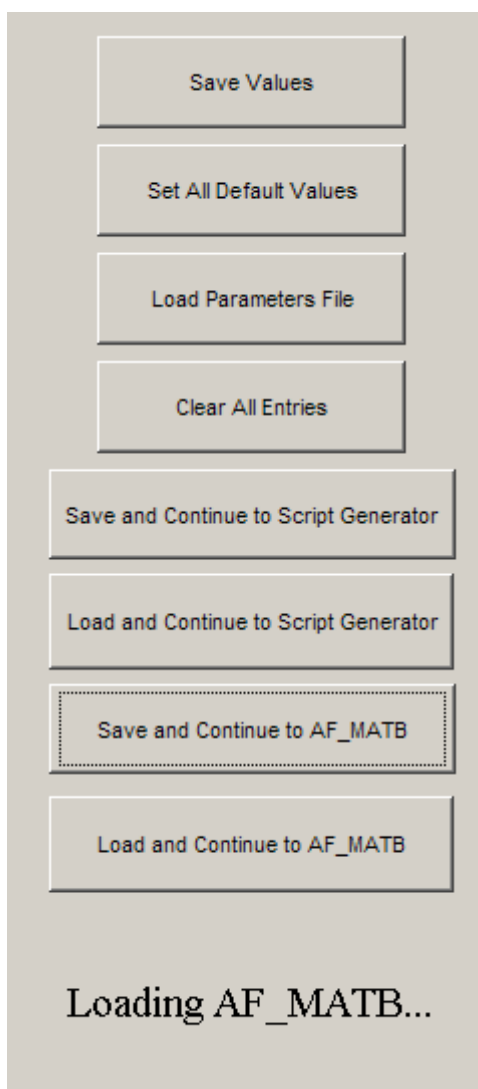 Save Values
Set All Default Values
Load Parameters File
Clear All Entries
Save and Continue to Script Generator
Load and Continue to Script Generator
Save and Continue to AF_MATB
Load and Continue to AF_MATB
Loading AF_MATB...